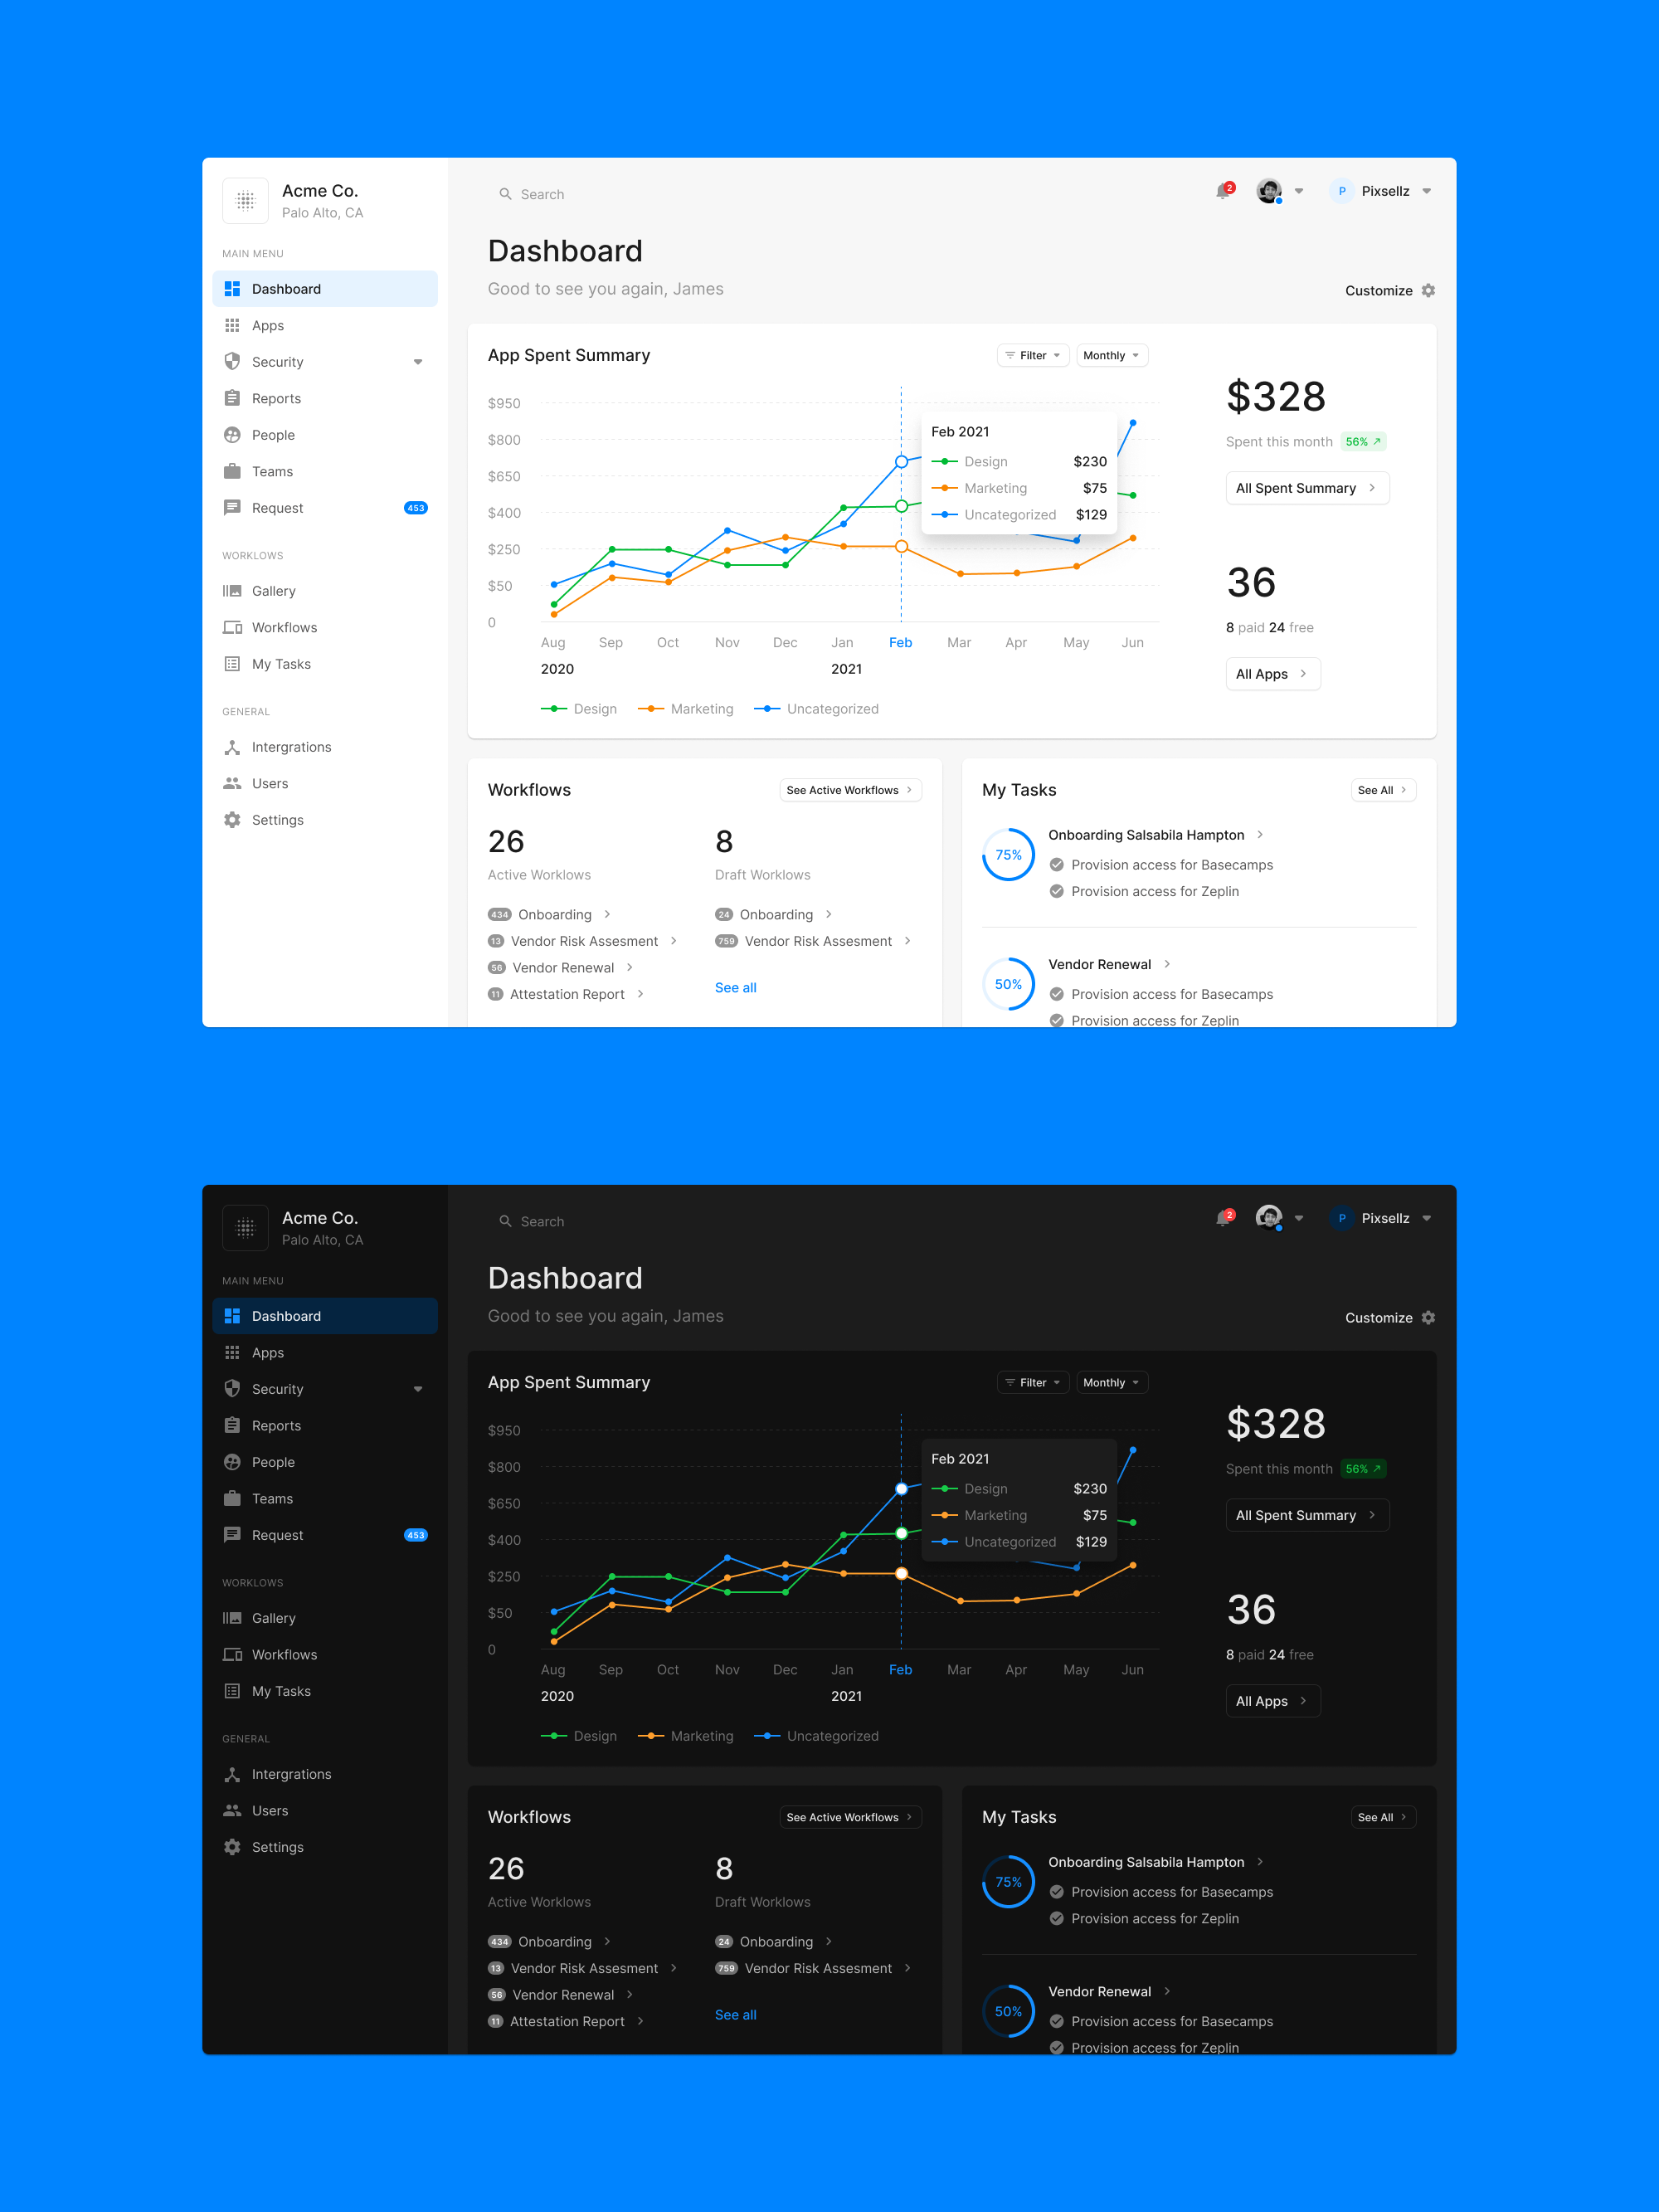 Acme Co.
Palo Alto, CA
MAIN MENU
Dashboard
Apps
Security
Reports
People
Teams
Request 453
WORKLOWS
Gallery
Workflows
My Tasks
GENERAL
Intergrations
Users
Settings
Search
2
P Pixsellz
Dashboard
Good to see you again, James
Customize
App Spent Summary
Filter Monthly
$950
$800
$650
$400
$250
$50
0
Feb 2021
Design $230
Marketing $75
Uncategorized $129
Aug Sep Oct Nov Dec Jan Feb Mar Apr May Jun
2020 2021
Design Marketing Uncategorized
$328
Spent this month 56%
All Spent Summary
36
8 paid 24 free
All Apps
Workflows
See Active Workflows
26
Active Worklows
434 Onboarding
13 Vendor Risk Assesment
56 Vendor Renewal
11 Attestation Report
8
Draft Worklows
24 Onboarding
759 Vendor Risk Assesment
See all
My Tasks
See All
75%
Onboarding Salsabila Hampton
Provision access for Basecamps
Provision access for Zeplin
50%
Vendor Renewal
Provision access for Basecamps
Provision access for Zeplin
Acme Co.
Palo Alto, CA
MAIN MENU
Dashboard
Apps
Security
Reports
People
Teams
Request 453
WORKLOWS
Gallery
Workflows
My Tasks
GENERAL
Intergrations
Users
Settings
Search
2
P Pixsellz
Dashboard
Good to see you again, James
Customize
App Spent Summary
Filter Monthly
$950
$800
$650
$400
$250
$50
0
Feb 2021
Design $230
Marketing $75
Uncategorized $129
Aug Sep Oct Nov Dec Jan Feb Mar Apr May Jun
2020 2021
Design Marketing Uncategorized
$328
Spent this month 56%
All Spent Summary
36
8 paid 24 free
All Apps
Workflows
See Active Workflows
26
Active Worklows
434 Onboarding
13 Vendor Risk Assesment
56 Vendor Renewal
11 Attestation Report
8
Draft Worklows
24 Onboarding
759 Vendor Risk Assesment
See all
My Tasks
See All
75%
Onboarding Salsabila Hampton
Provision access for Basecamps
Provision access for Zeplin
50%
Vendor Renewal
Provision access for Basecamps
Provision access for Zeplin